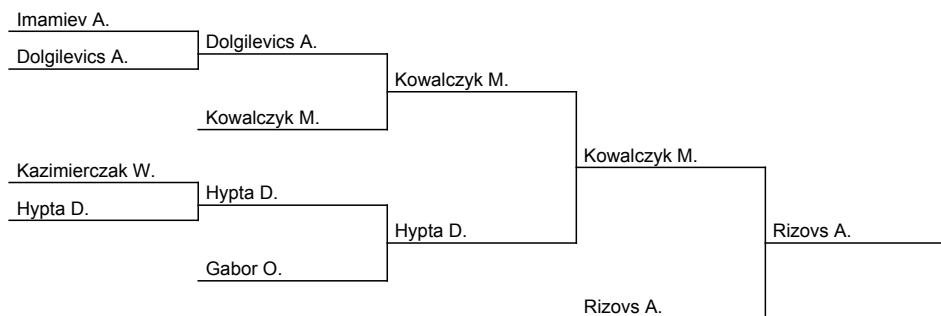 Imamiev A.
Dolgilevics A.
Dolgilevics A.
Kowalczyk M.
Kowalczyk M.
Kowalczyk M.
Kazimierczak W.
Hypta D.
Hypta D.
Hypta D.
Rizovs A.
Gabor O.
Rizovs A.